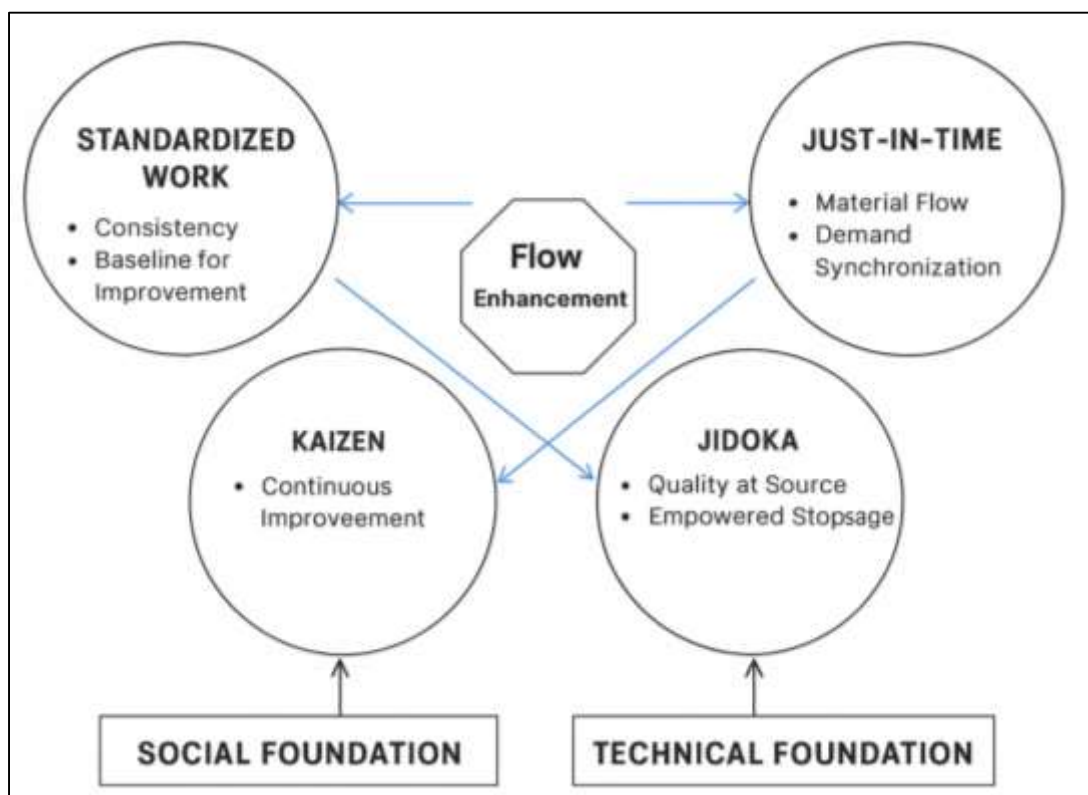 STANDARDIZED
WORK
• Consistency
• Baseline for
Improvement
JUST-IN-TIME
• Material Flow
• Demand
Synchronization
Flow
Enhancement
KAIZEN
• Continuous
Improveement
JIDOKA
• Quality at Source
• Empowered Stopsage
SOCIAL FOUNDATION
TECHNICAL FOUNDATION